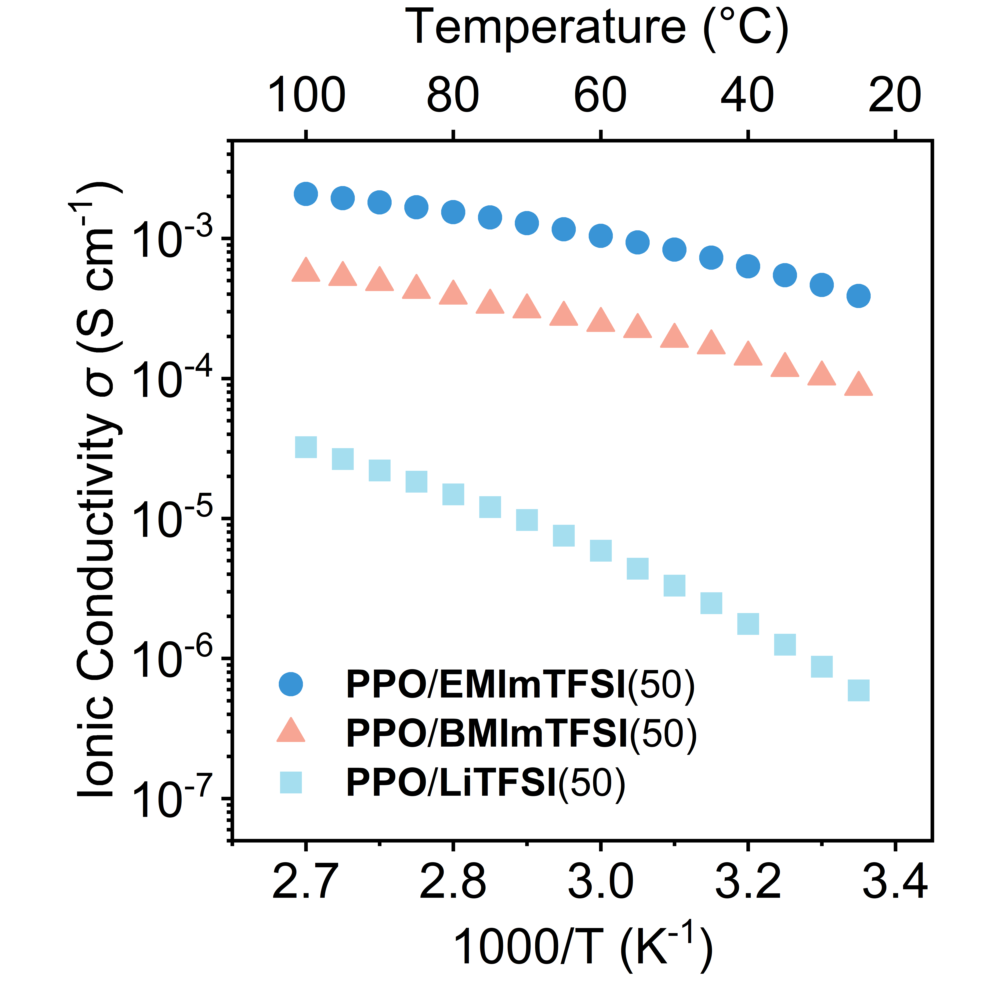 Temperature (°C)
100 80 60 40 20
Ionic Conductivity σ (S cm⁻¹)
10⁻³
10⁻⁴
10⁻⁵
10⁻⁶
10⁻⁷
PPO/EMImTFSI(50)
PPO/BMImTFSI(50)
PPO/LiTFSI(50)
2.7 2.8 3.0 3.2 3.4
1000/T (K⁻¹)